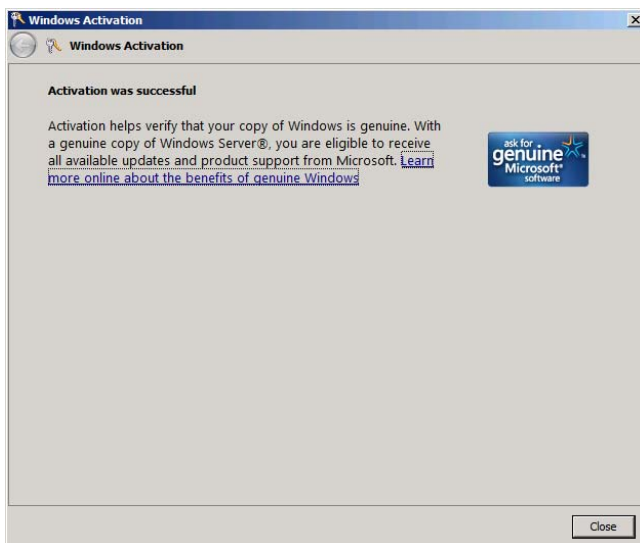 Windows Activation
Windows Activation
Activation was successful
Activation helps verify that your copy of Windows is genuine. With
a genuine copy of Windows Server®, you are eligible to receive
all available updates and product support from Microsoft. Learn
more online about the benefits of genuine Windows
ask for
genuine
Microsoft®
software
Close